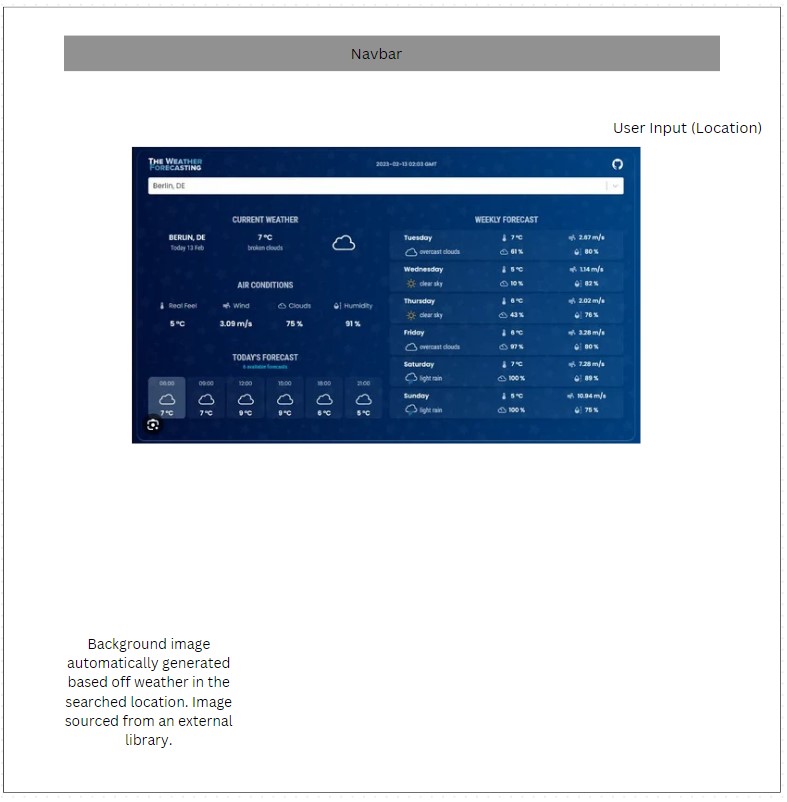 Navbar
User Input (Location)
THE WEATHER
FORECASTING
2023-02-13 02:03 GMT
Berlin, DE
CURRENT WEATHER
BERLIN, DE
Today 13 Feb
7 °C
broken clouds
AIR CONDITIONS
Real Feel
Wind
Clouds
Humidity
5 °C
3.09 m/s
75 %
91 %
TODAY'S FORECAST
6 available forecasts
06:00
09:00
12:00
15:00
18:00
21:00
7 °C
7 °C
9 °C
9 °C
6 °C
5 °C
WEEKLY FORECAST
Tuesday
7 °C
2.67 m/s
overcast clouds
61 %
80 %
Wednesday
5 °C
1.14 m/s
clear sky
10 %
82 %
Thursday
6 °C
2.02 m/s
clear sky
43 %
76 %
Friday
6 °C
3.28 m/s
overcast clouds
97 %
80 %
Saturday
7 °C
7.28 m/s
light rain
100 %
89 %
Sunday
5 °C
10.94 m/s
light rain
100 %
75 %
Background image
automatically generated
based off weather in the
searched location. Image
sourced from an external
library.